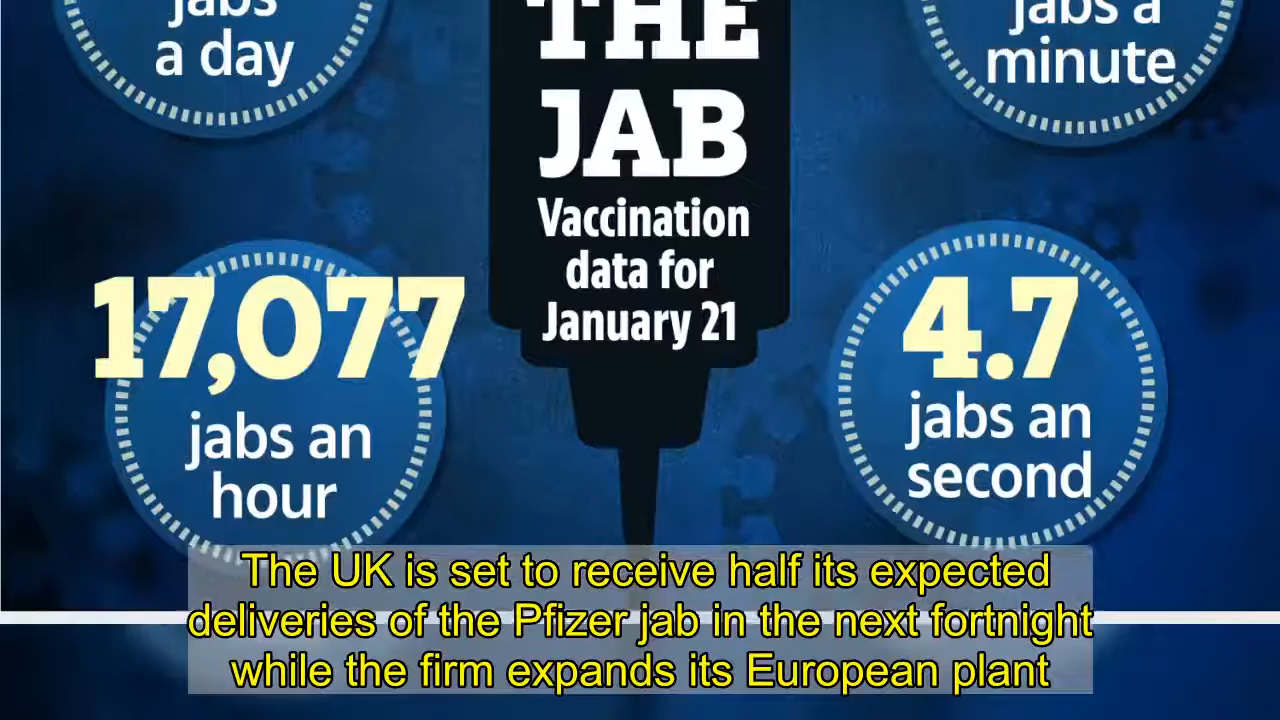 jabs
a day
THE
JAB
Vaccination
data for
January 21
jabs a
minute
17,077
jabs an
hour
4.7
jabs an
second
The UK is set to receive half its expected
deliveries of the Pfizer jab in the next fortnight
while the firm expands its European plant